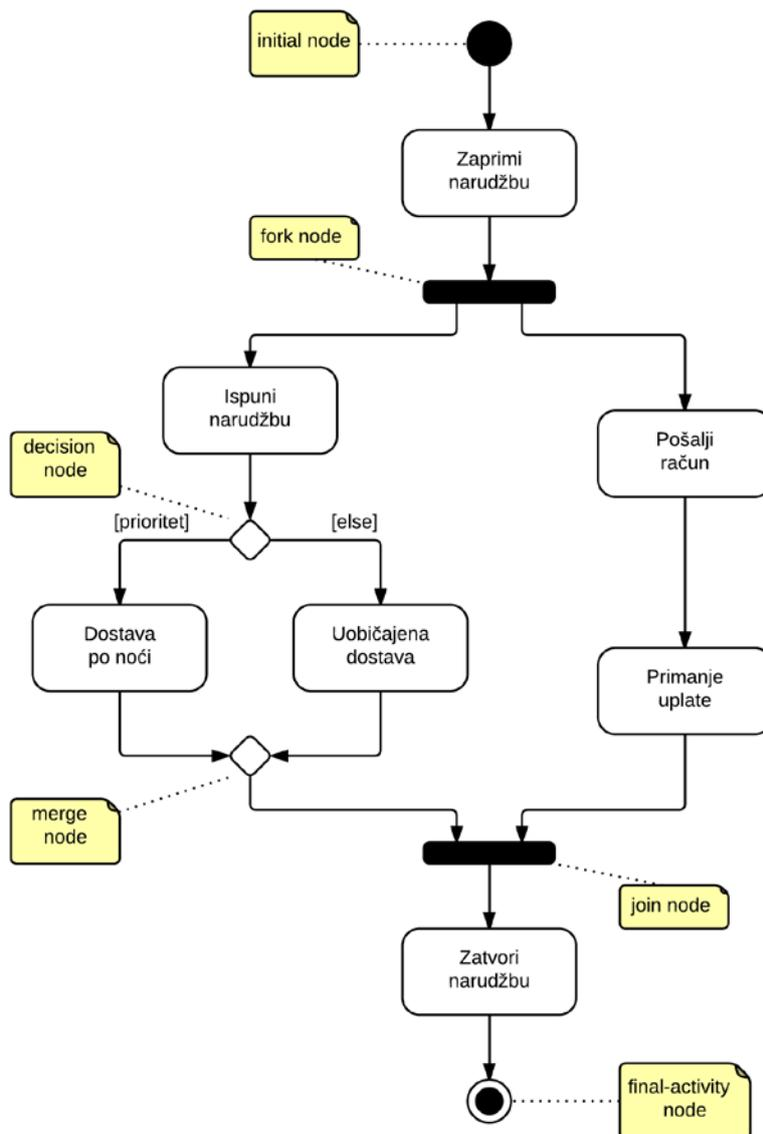 initial node
Zaprimi
narudžbu
fork node
Ispuni
narudžbu
Pošalji
račun
decision
node
[prioritet]
[else]
Dostava
po noći
Uobičajena
dostava
Primanje
uplate
merge
node
join node
Zatvori
narudžbu
final-activity
node